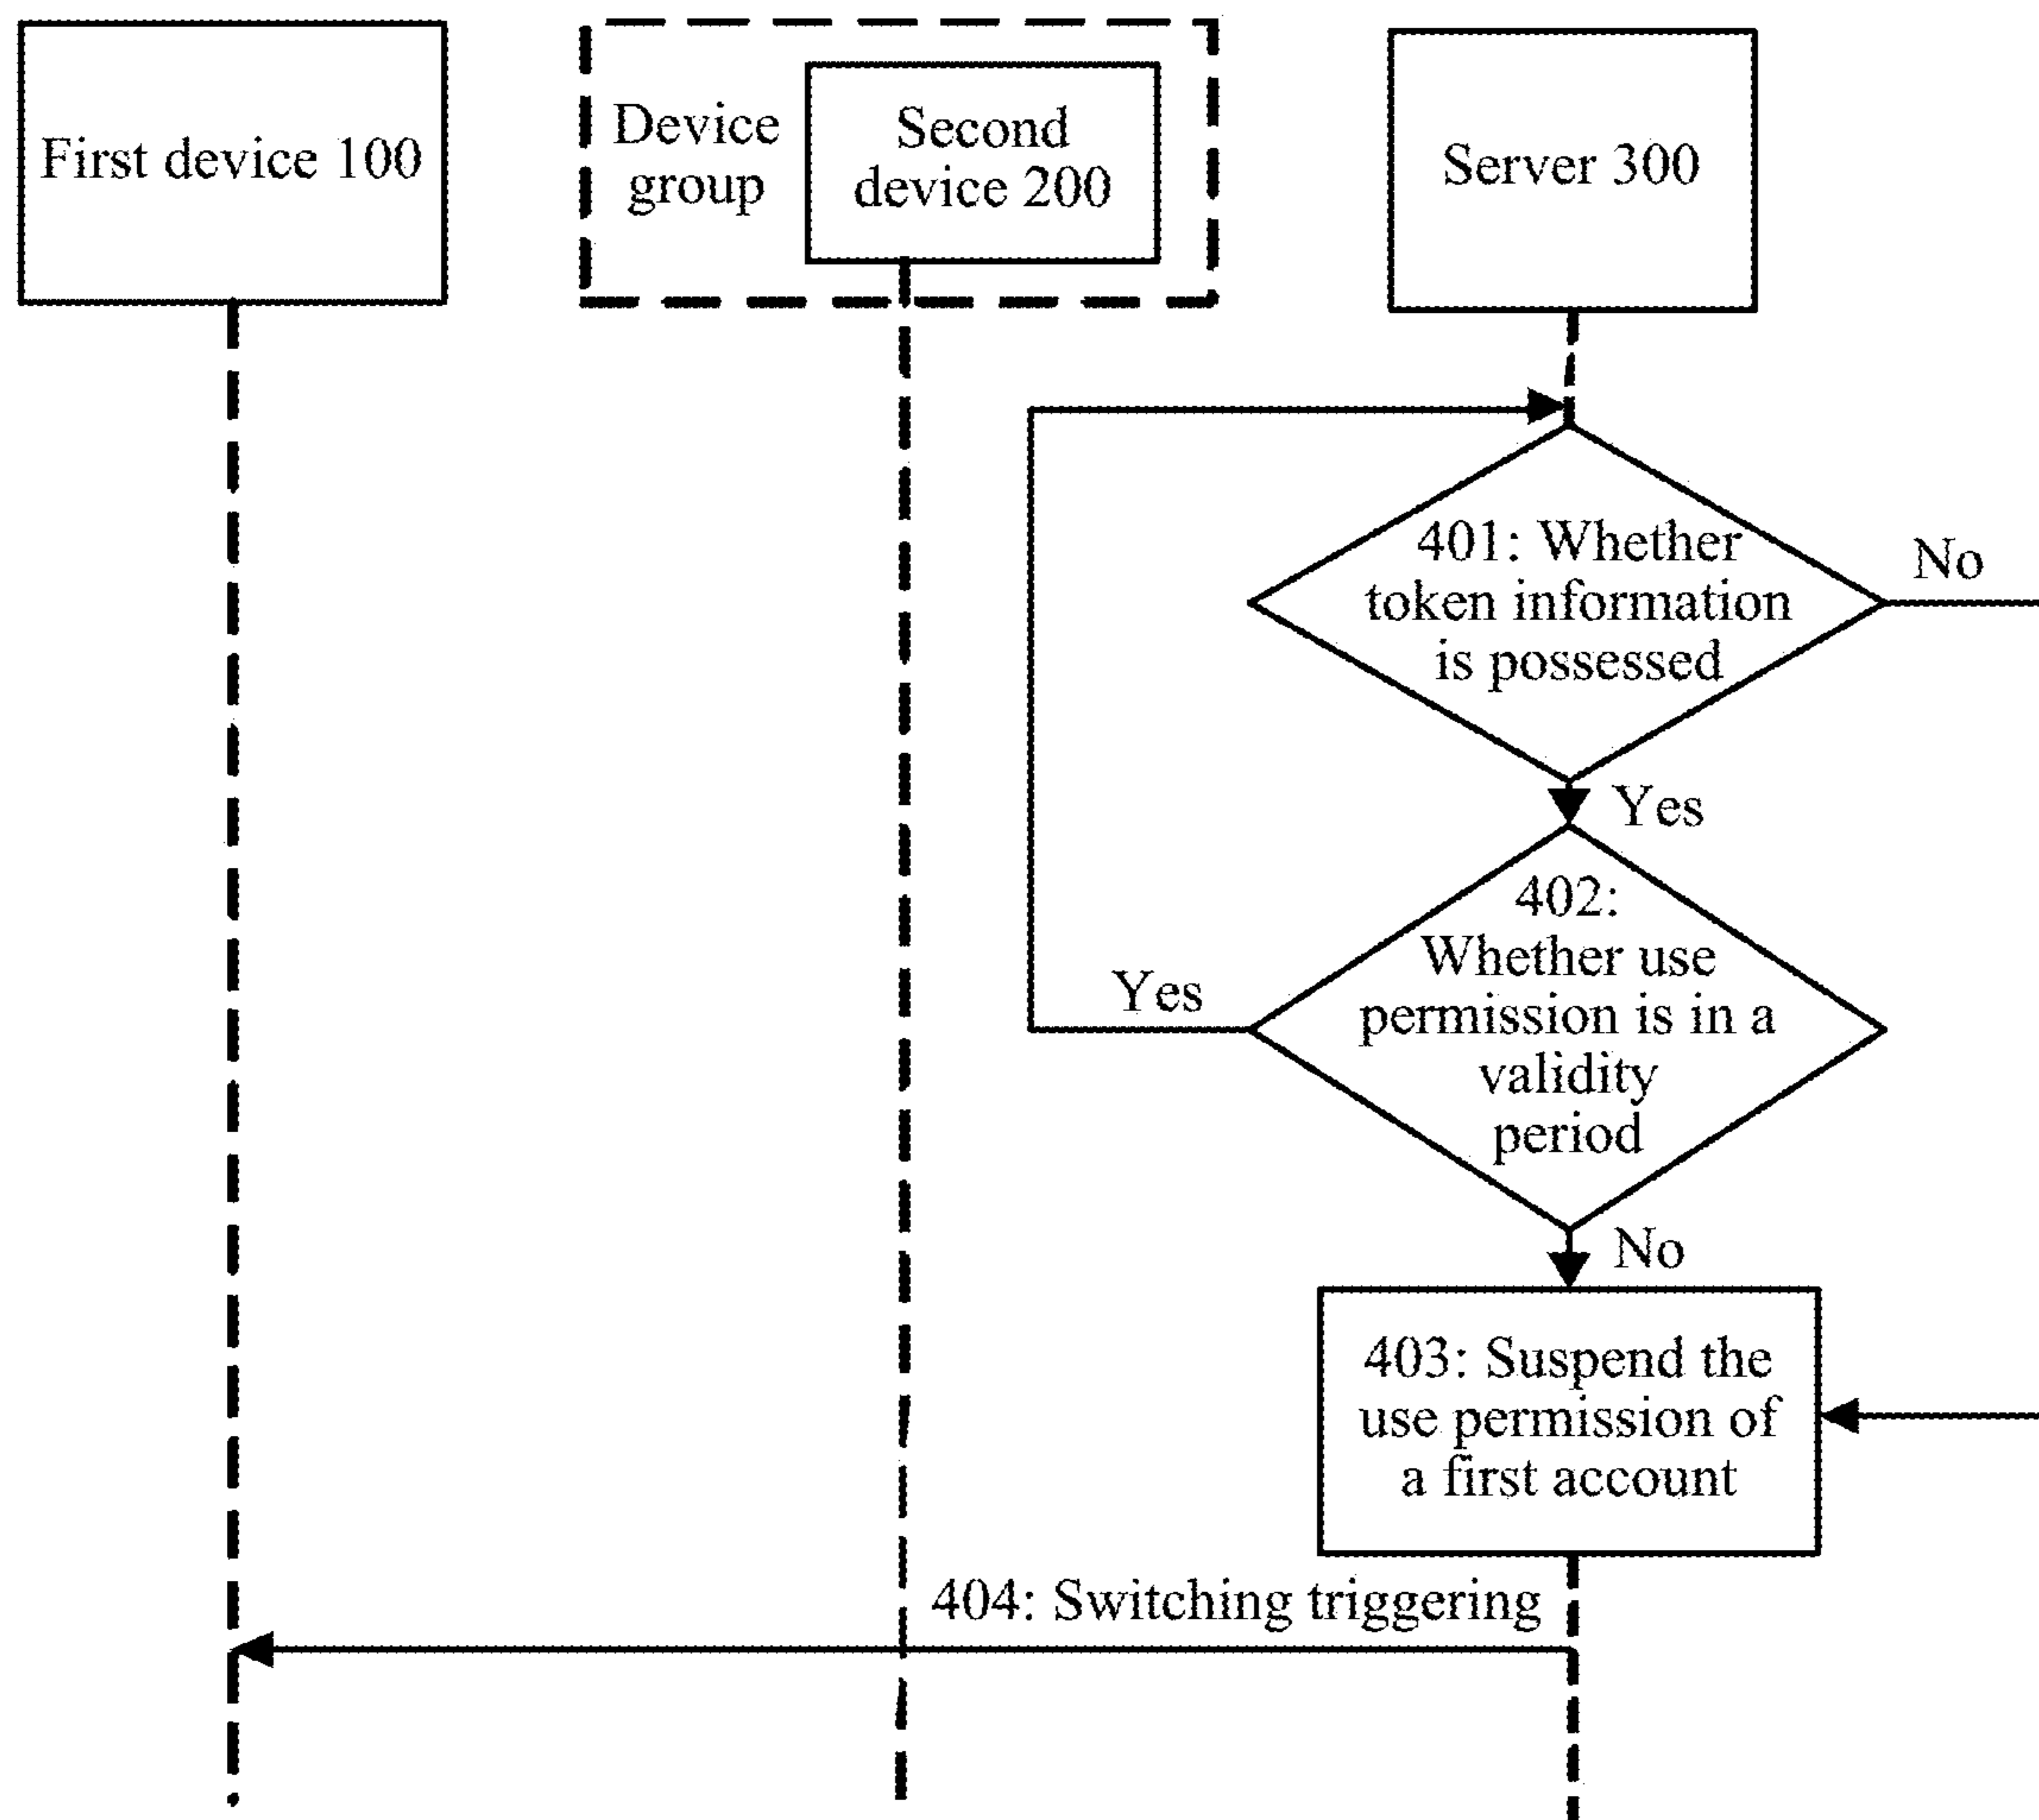 First device 100
Device
group
Second
device 200
Server 300
401: Whether
token information
is possessed
No
Yes
402:
Whether use
permission is in a
validity
period
Yes
No
403: Suspend the
use permission of
a first account
404: Switching triggering